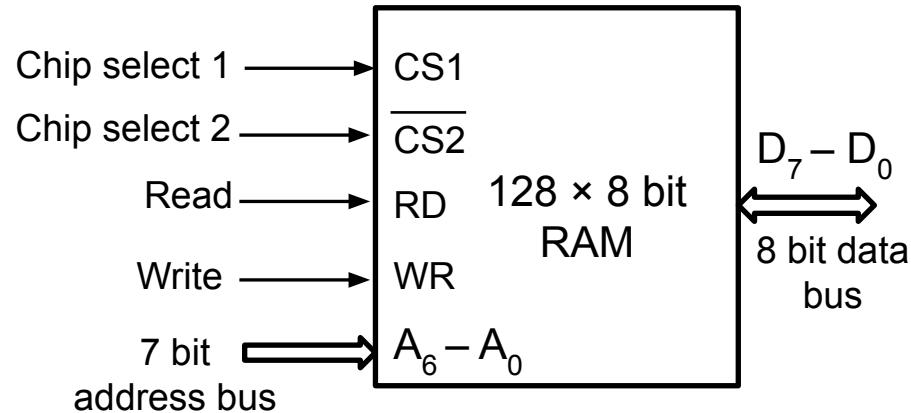 Chip select 1
CS1
Chip select 2
C̅S̅2̅
Read
RD
128 × 8 bit
RAM
Write
WR
7 bit
address bus
A₆ – A₀
D₇ – D₀
8 bit data
bus